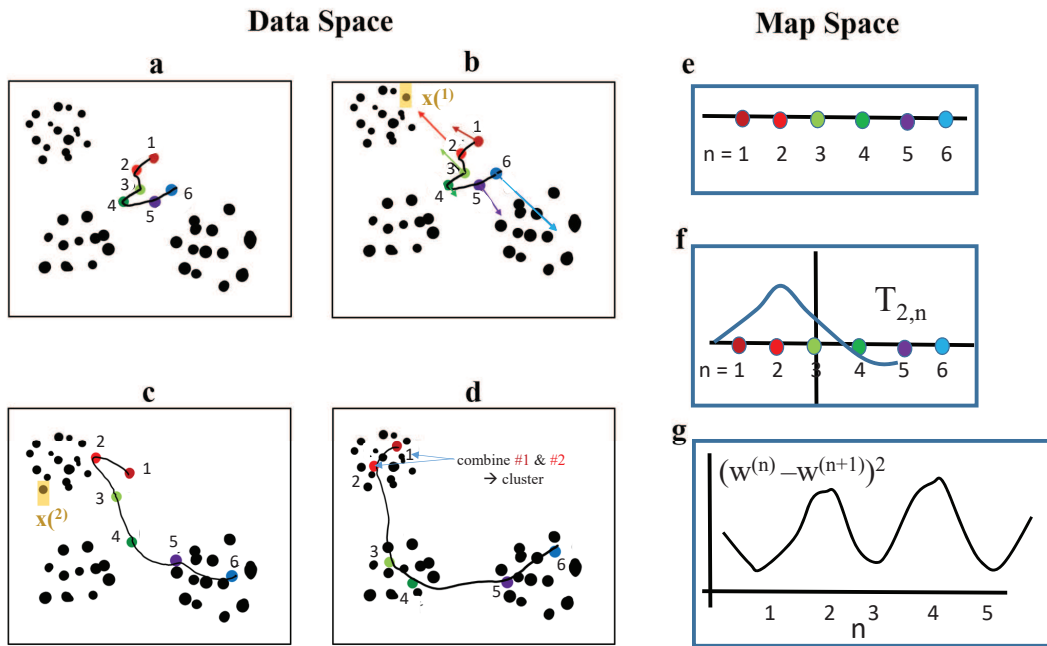 Data Space
Map Space
a
1
2
3
4
5
6
b
x(¹)
1
2
3
4
5
6
c
2
1
3
4
5
6
x(²)
d
1
2
combine #1 & #2
→ cluster
3
4
5
6
e
n = 1 2 3 4 5 6
f
T₂,ₙ
n = 1 2 3 4 5 6
g
(w⁽ⁿ⁾ –w⁽ⁿ⁺¹⁾)²
1 2 3 4 5
n